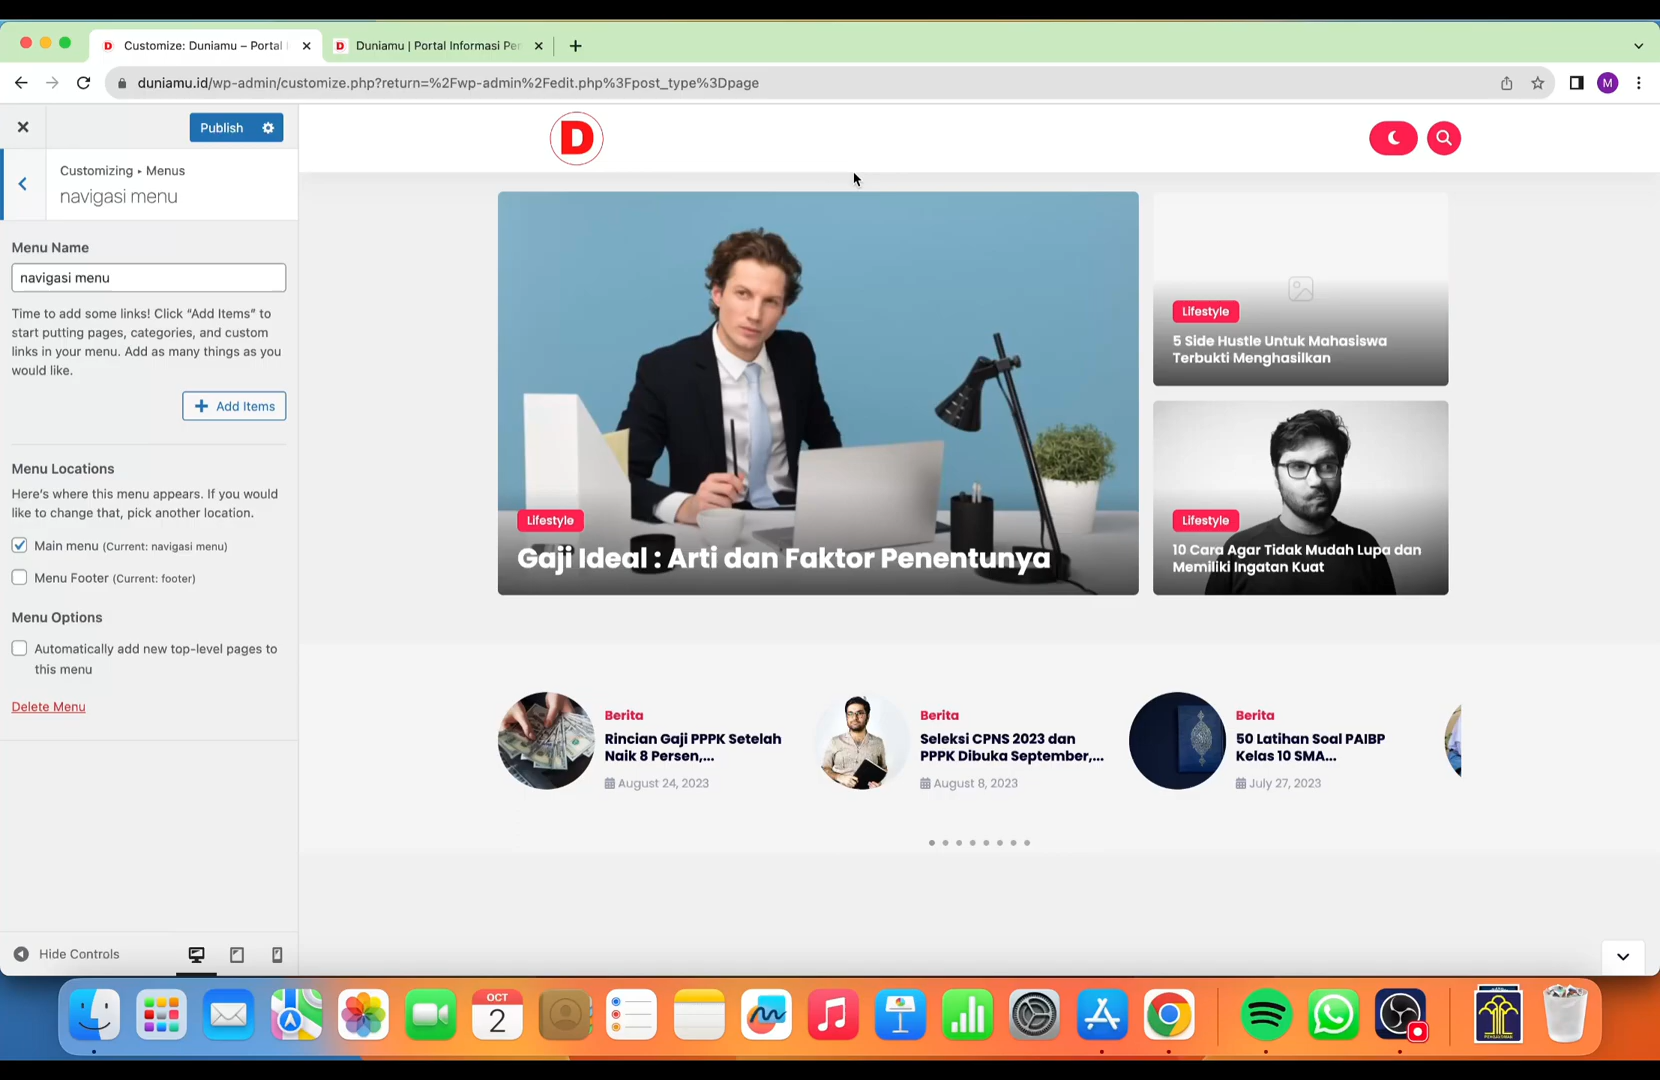 Customize: Duniamu – Portal
Duniamu | Portal Informasi Per
duniamu.id/wp-admin/customize.php?return=%2Fwp-admin%2Fedit.php%3Fpost_type%3Dpage
M
Publish
Customizing ▸ Menus
navigasi menu
Menu Name
navigasi menu
Time to add some links! Click “Add Items” to
start putting pages, categories, and custom
links in your menu. Add as many things as you
would like.
Add Items
Menu Locations
Here’s where this menu appears. If you would
like to change that, pick another location.
Main menu (Current: navigasi menu)
Menu Footer (Current: footer)
Menu Options
Automatically add new top-level pages to
this menu
Delete Menu
Hide Controls
D
Lifestyle
Gaji Ideal : Arti dan Faktor Penentunya
Lifestyle
5 Side Hustle Untuk Mahasiswa
Terbukti Menghasilkan
Lifestyle
10 Cara Agar Tidak Mudah Lupa dan
Memiliki Ingatan Kuat
Berita
Rincian Gaji PPPK Setelah
Naik 8 Persen,...
August 24, 2023
Berita
Seleksi CPNS 2023 dan
PPPK Dibuka September,...
August 8, 2023
Berita
50 Latihan Soal PAIBP
Kelas 10 SMA...
July 27, 2023
OCT
2